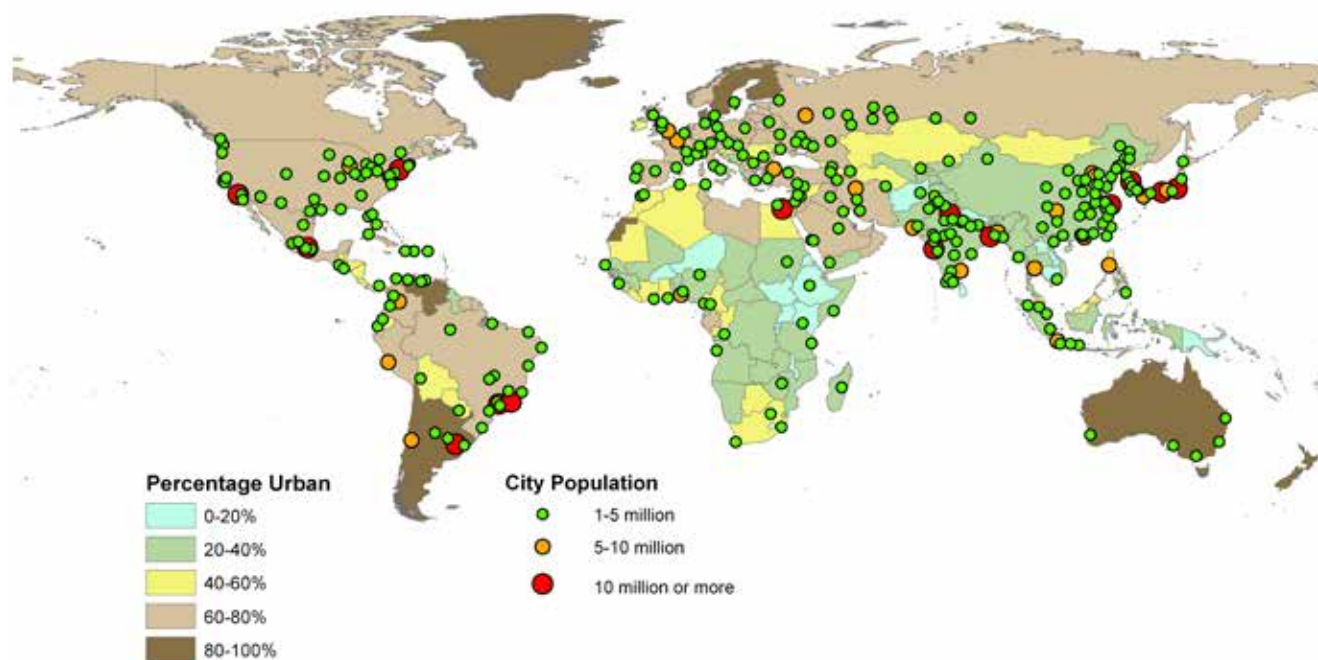 Percentage Urban
0-20%
20-40%
40-60%
60-80%
80-100%
City Population
1-5 million
5-10 million
10 million or more